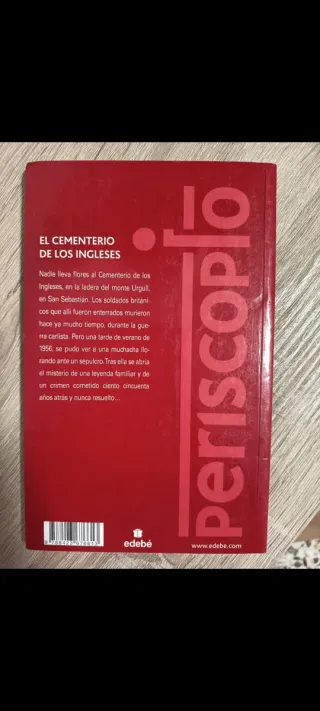 EL CEMENTERIO
DE LOS INGLESES
Nadie lleva flores al Cementerio de los
Ingleses, en la ladera del monte Urgull,
en San Sebastián. Los soldados británi-
cos que allí fueron enterrados murieron
hace ya mucho tiempo, durante la gue-
rra carlista. Pero una tarde de verano de
1956, se pudo ver a una muchacha llo-
rando ante un sepulcro. Tras ella se abría
el misterio de una leyenda familiar y de
un crimen cometido ciento cincuenta
años atrás y nunca resuelto...
periscopio
edebé
www.edebe.com